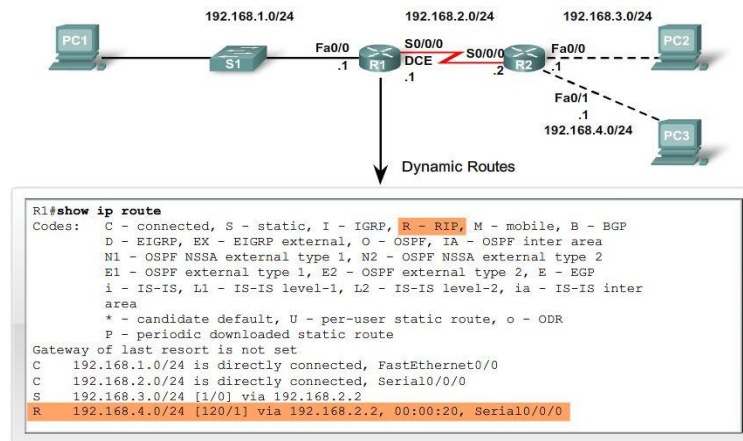 192.168.1.0/24
192.168.2.0/24
192.168.3.0/24
PC1
S1
Fa0/0
.1
R1
S0/0/0
DCE
.1
S0/0/0
.2
R2
Fa0/0
.1
PC2
Fa0/1
.1
192.168.4.0/24
PC3
Dynamic Routes
R1#show ip route
Codes: C - connected, S - static, I - IGRP, R - RIP, M - mobile, B - BGP
D - EIGRP, EX - EIGRP external, O - OSPF, IA - OSPF inter area
N1 - OSPF NSSA external type 1, N2 - OSPF NSSA external type 2
E1 - OSPF external type 1, E2 - OSPF external type 2, E - EGP
i - IS-IS, L1 - IS-IS level-1, L2 - IS-IS level-2, ia - IS-IS inter
area
* - candidate default, U - per-user static route, o - ODR
P - periodic downloaded static route
Gateway of last resort is not set
C 192.168.1.0/24 is directly connected, FastEthernet0/0
C 192.168.2.0/24 is directly connected, Serial0/0/0
S 192.168.3.0/24 [1/0] via 192.168.2.2
R 192.168.4.0/24 [120/1] via 192.168.2.2, 00:00:20, Serial0/0/0